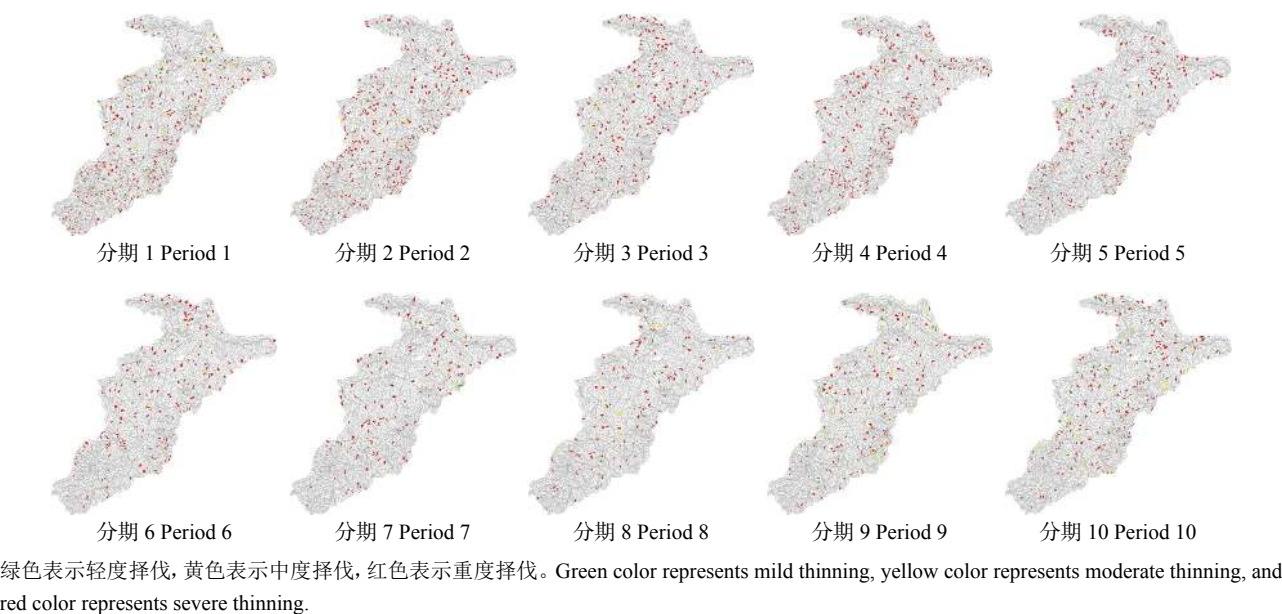 分期 1 Period 1
分期 2 Period 2
分期 3 Period 3
分期 4 Period 4
分期 5 Period 5
分期 6 Period 6
分期 7 Period 7
分期 8 Period 8
分期 9 Period 9
分期 10 Period 10
绿色表示轻度择伐, 黄色表示中度择伐, 红色表示重度择伐。Green color represents mild thinning, yellow color represents moderate thinning, and
red color represents severe thinning.